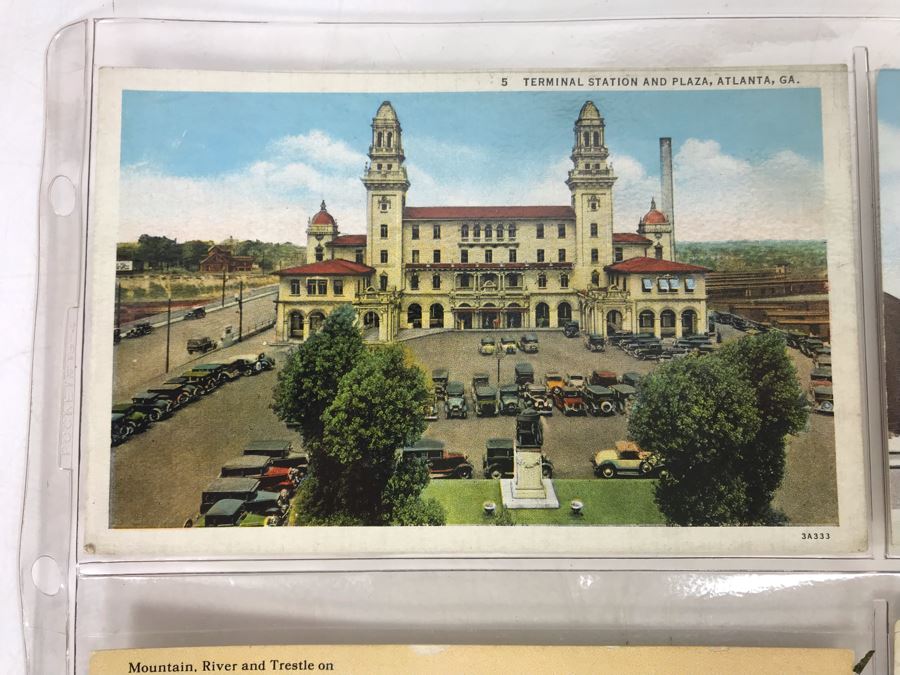 5 TERMINAL STATION AND PLAZA, ATLANTA, GA.
3A333
Mountain, River and Trestle on